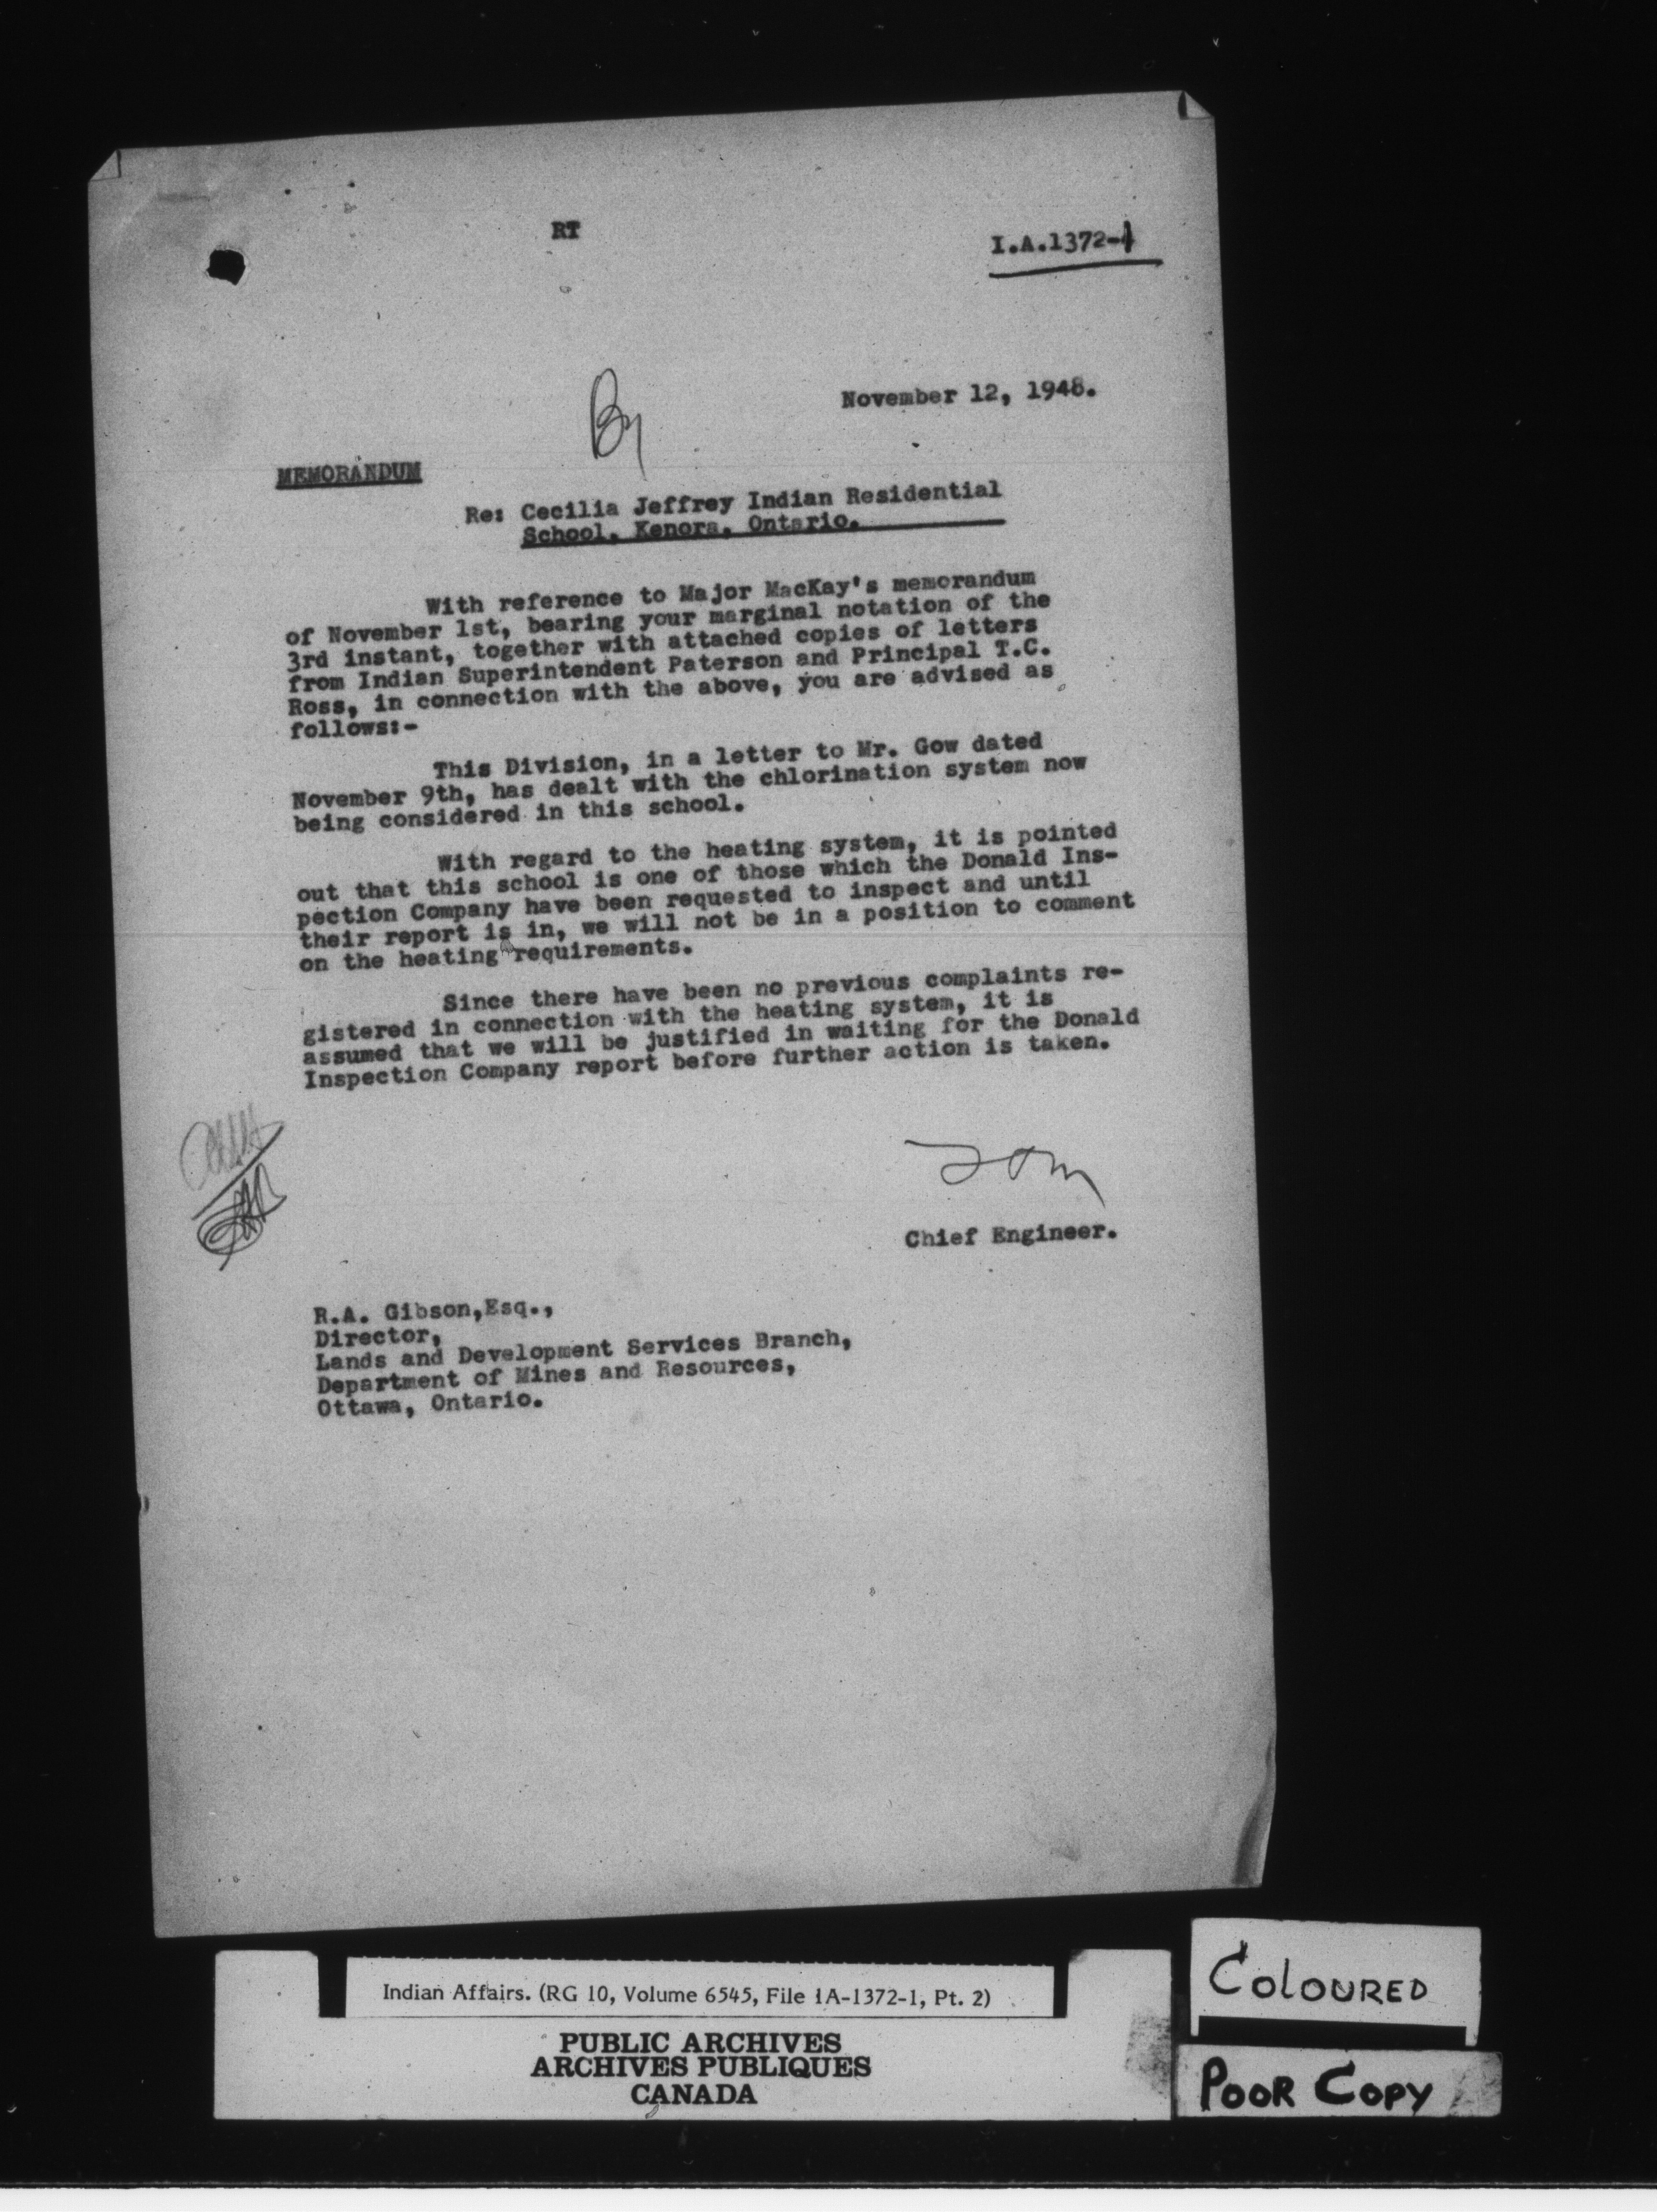 RT
I.A.1372-1
November 12, 1948.
MEMORANDUM
Re: Cecilia Jeffrey Indian Residential
School, Kenora, Ontario.
With reference to Major MacKay's memorandum
of November 1st, bearing your marginal notation of the
3rd instant, together with attached copies of letters
from Indian Superintendent Paterson and Principal T.C.
Ross, in connection with the above, you are advised as
follows:-
This Division, in a letter to Mr. Gow dated
November 9th, has dealt with the chlorination system now
being considered in this school.
With regard to the heating system, it is pointed
out that this school is one of those which the Donald Ins-
pection Company have been requested to inspect and until
their report is in, we will not be in a position to comment
on the heating requirements.
Since there have been no previous complaints re-
gistered in connection with the heating system, it is
assumed that we will be justified in waiting for the Donald
Inspection Company report before further action is taken.
Chief Engineer.
R.A. Gibson,Esq.,
Director,
Lands and Development Services Branch,
Department of Mines and Resources,
Ottawa, Ontario.
Indian Affairs. (RG 10, Volume 6545, File 1A-1372-1, Pt. 2)
PUBLIC ARCHIVES
ARCHIVES PUBLIQUES
CANADA
COLOURED
POOR COPY